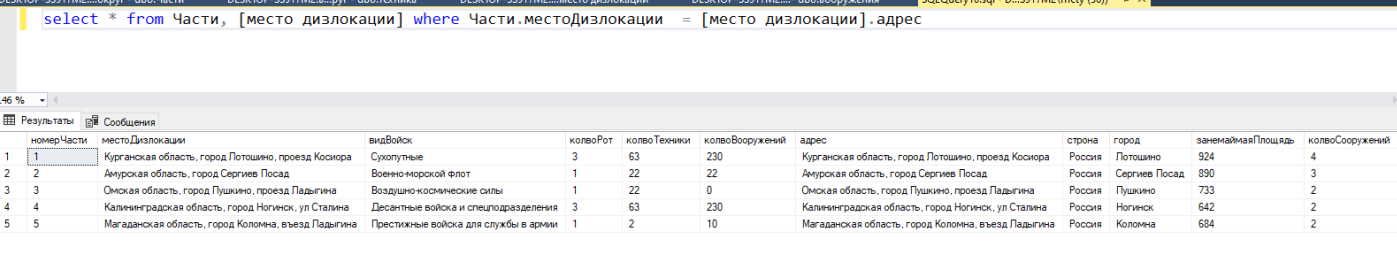 select * from Части, [место дизлокации] where Части.местоДизлокации = [место дизлокации].адрес
Результаты Сообщения
номерЧасти местоДизлокации видВойск колвоРот колвоТехники колвоВооружений адрес строна город занемаймаяПлощядь колвоСооружений
1 1 Курганская область, город Лотошино, проезд Косиора Сухопутные 3 63 230 Курганская область, город Лотошино, проезд Косиора Россия Лотошино 924 4
2 2 Амурская область, город Сергиев Посад Военно-морской Флот 1 22 22 Амурская область, город Сергиев Посад Россия Сергиев Посад 890 3
3 3 Омская область, город Пушкино, проезд Ладыгина Воздушно-космические силы 1 22 0 Омская область, город Пушкино, проезд Ладыгина Россия Пушкино 733 2
4 4 Калининградская область, город Ногинск, ул Сталина Десантные войска и спецподразделения 3 63 230 Калининградская область, город Ногинск, ул Сталина Россия Ногинск 642 2
5 5 Магаданская область, город Коломна, въезд Ладыгина Престижные войска для службы в армии 1 2 10 Магаданская область, город Коломна, въезд Ладыгина Россия Коломна 684 2